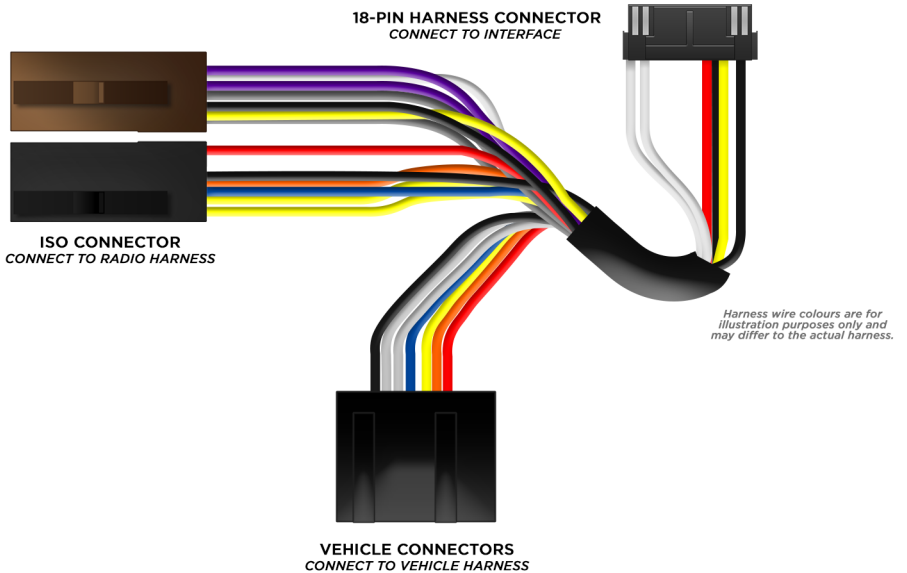 18-PIN HARNESS CONNECTOR
CONNECT TO INTERFACE
ISO CONNECTOR
CONNECT TO RADIO HARNESS
Harness wire colours are for
illustration purposes only and
may differ to the actual harness.
VEHICLE CONNECTORS
CONNECT TO VEHICLE HARNESS